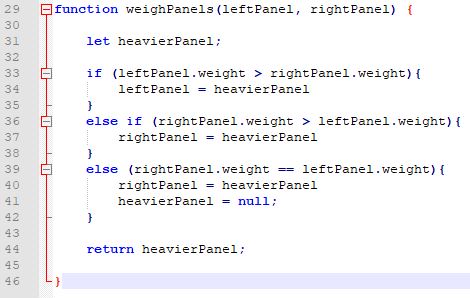 29 function weighPanels(leftPanel, rightPanel) {
30
31 let heavierPanel;
32
33 if (leftPanel.weight > rightPanel.weight){
34 leftPanel = heavierPanel
35 }
36 else if (rightPanel.weight > leftPanel.weight){
37 rightPanel = heavierPanel
38 }
39 else (rightPanel.weight == leftPanel.weight){
40 rightPanel = heavierPanel
41 heavierPanel = null;
42 }
43
44 return heavierPanel;
45
46 }